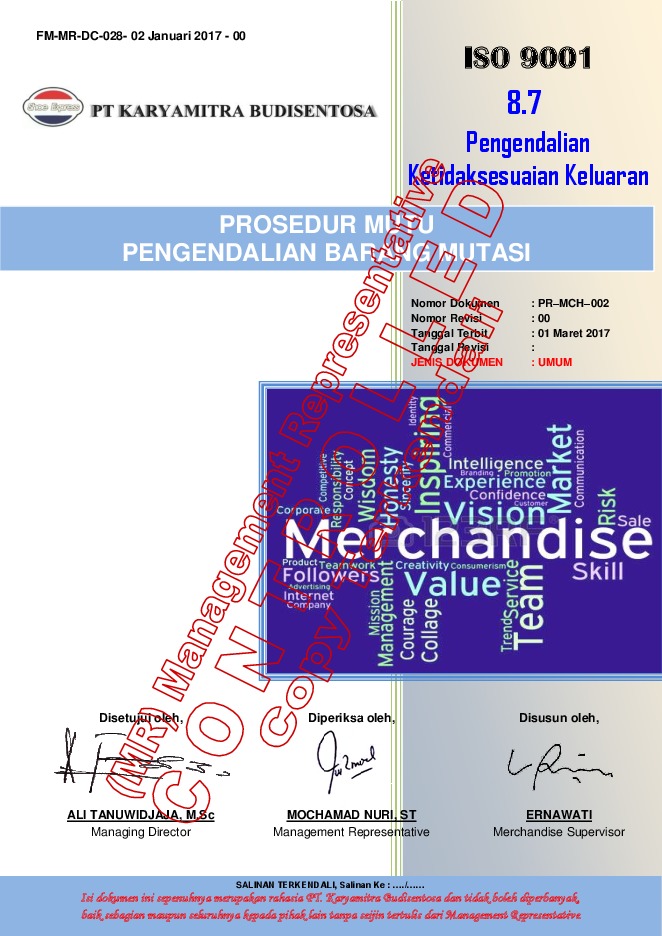 FM-MR-DC-028- 02 Januari 2017 - 00
ISO 9001
8.7
Pengendalian
Ketidaksesuaian Keluaran
Shoe Express
PT KARYAMITRA BUDISENTOSA
PROSEDUR MUTU
PENGENDALIAN BARANG MUTASI
Nomor Dokumen : PR–MCH–002
Nomor Revisi : 00
Tanggal Terbit : 01 Maret 2017
Tanggal Revisi :
JENIS DOKUMEN : UMUM
(MR) Management Representative
CONTROLLED
Identity
Commercial
Inspiring
Competitive
Responsibility
Concept
Wisdom
Honesty
Sincerity
Intelligence
Branding
Promotion
Experience
Confidence
Customer
Market
Communication
Corporate
Vision
Risk
Sale
Merchandise
Product
Teamwork
Creativity
Consumerism
Followers
Advertising
Internet
Company
Value
Skill
Mission
Management
Courage
Collage
Trend
Service
Team
Disetujui oleh, Diperiksa oleh, Disusun oleh,
ALI TANUWIDJAJA, M.Sc MOCHAMAD NURI, ST ERNAWATI
Managing Director Management Representative Merchandise Supervisor
SALINAN TERKENDALI, Salinan Ke : …./……
Isi dokumen ini sepenuhnya merupakan rahasia PT. Karyamitra Budisentosa dan tidak boleh diperbanyak,
baik sebagian maupun seluruhnya kepada pihak lain tanpa seijin tertulis dari Management Representative.